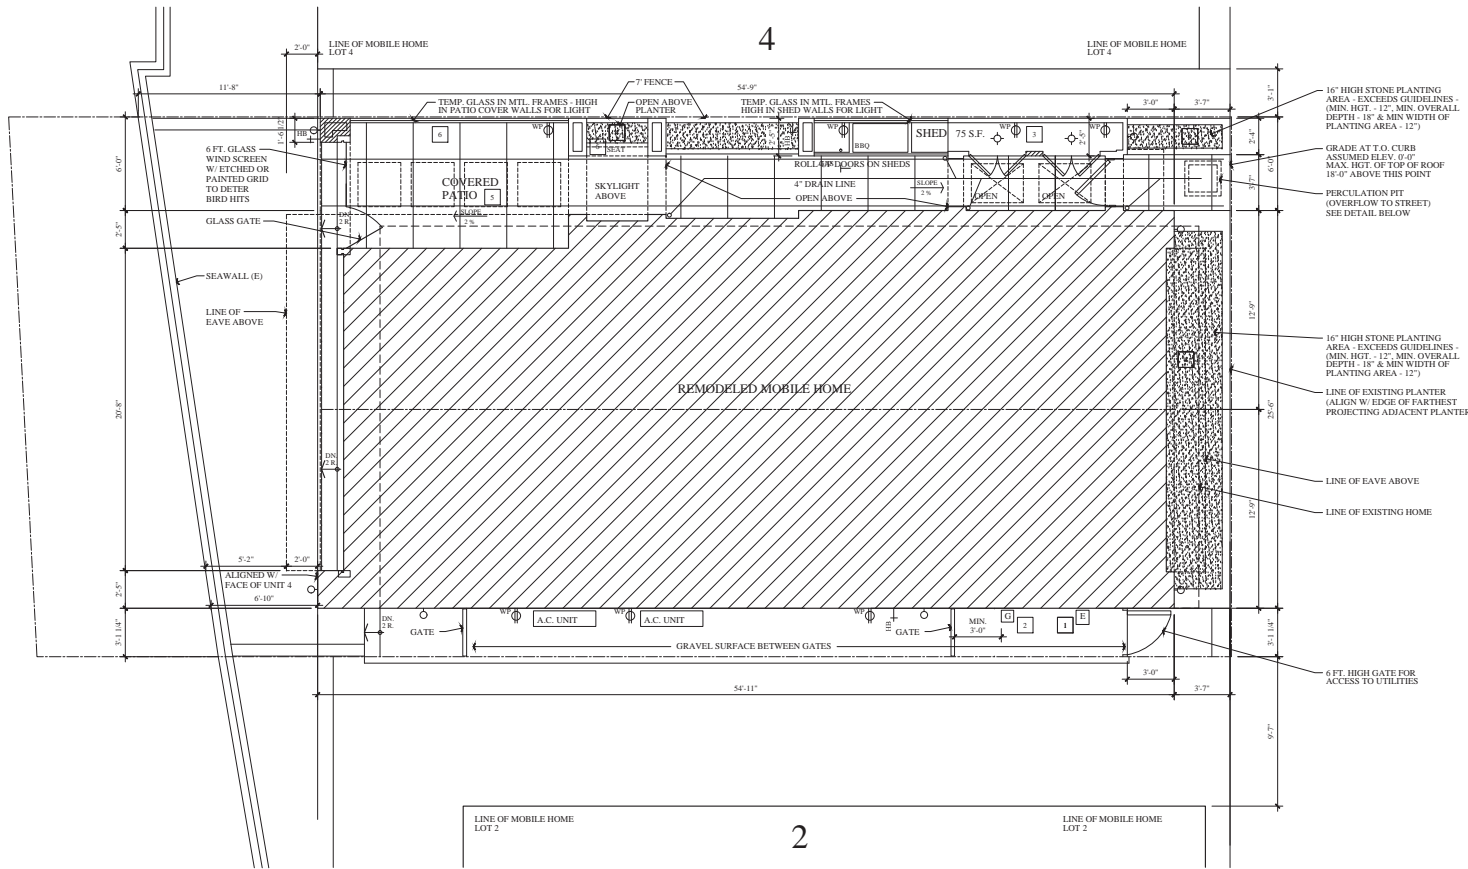 4
LINE OF MOBILE HOME
LOT 4
LINE OF MOBILE HOME
LOT 4
2'-0"
11'-8"
54'-9"
7' FENCE
3'-0"
3'-7"
3'-1"
TEMP. GLASS IN MTL. FRAMES - HIGH
IN PATIO COVER WALLS FOR LIGHT
OPEN ABOVE
PLANTER
TEMP. GLASS IN MTL. FRAMES
HIGH IN SHED WALLS FOR LIGHT
16" HIGH STONE PLANTING
AREA - EXCEEDS GUIDELINES -
(MIN. HGT. - 12", MIN. OVERALL
DEPTH - 18" & MIN WIDTH OF
PLANTING AREA - 12")
HB
1'-6 1/2"
6
WP
SEAT
2'-5"
WP
BBQ
SHED
75 S.F.
WP
3
2'-5"
WP
2'-4"
6'-0"
6 FT. GLASS
WIND SCREEN
W/ ETCHED OR
PAINTED GRID
TO DETER
BIRD HITS
6'-0"
GRADE AT T.O. CURB
ASSUMED ELEV. 0'-0"
MAX. HGT. OF TOP OF ROOF
18'-0" ABOVE THIS POINT
COVERED
PATIO
5
SKYLIGHT
ABOVE
4" DRAIN LINE
OPEN ABOVE
SLOPE
2 %
OPEN
OPEN
3'-7"
PERCULATION PIT
(OVERFLOW TO STREET)
SEE DETAIL BELOW
GLASS GATE
DN.
2 R.
SLOPE
2 %
2'-5"
SEAWALL (E)
LINE OF
EAVE ABOVE
12'-9"
16" HIGH STONE PLANTING
AREA - EXCEEDS GUIDELINES -
(MIN. HGT. - 12", MIN. OVERALL
DEPTH - 18" & MIN WIDTH OF
PLANTING AREA - 12")
REMODELED MOBILE HOME
LINE OF EXISTING PLANTER
(ALIGN W/ EDGE OF FARTHEST
PROJECTING ADJACENT PLANTER
20'-8"
25'-6"
DN.
2 R.
LINE OF EAVE ABOVE
12'-9"
LINE OF EXISTING HOME
5'-2"
2'-0"
ALIGNED W/
FACE OF UNIT 4
6'-10"
2'-5"
DN.
2 R.
WP
A.C. UNIT
WP
A.C. UNIT
WP
HB
G
2
1
E
MIN.
3'-0"
GATE
GATE
3'-1 1/4"
3'-1 1/4"
GRAVEL SURFACE BETWEEN GATES
6 FT. HIGH GATE FOR
ACCESS TO UTILITIES
3'-0"
54'-11"
3'-7"
9'-7"
LINE OF MOBILE HOME
LOT 2
2
LINE OF MOBILE HOME
LOT 2